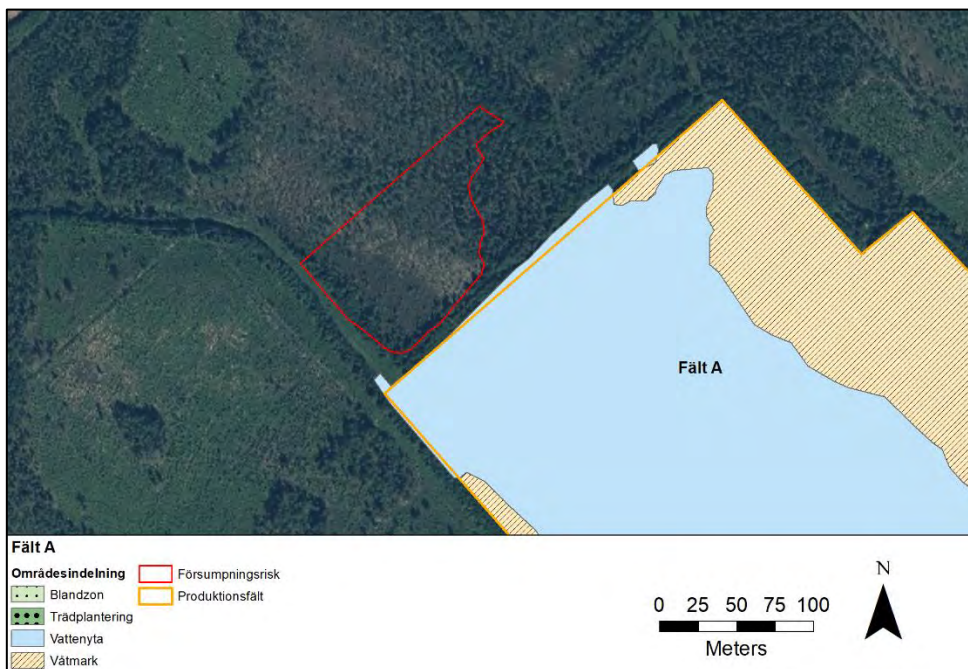 Fält A
Fält A
Områdesindelning
Blandzon
Trädplantering
Vattenyta
Våtmark
Försumpningsrisk
Produktionsfält
0 25 50 75 100
Meters
N